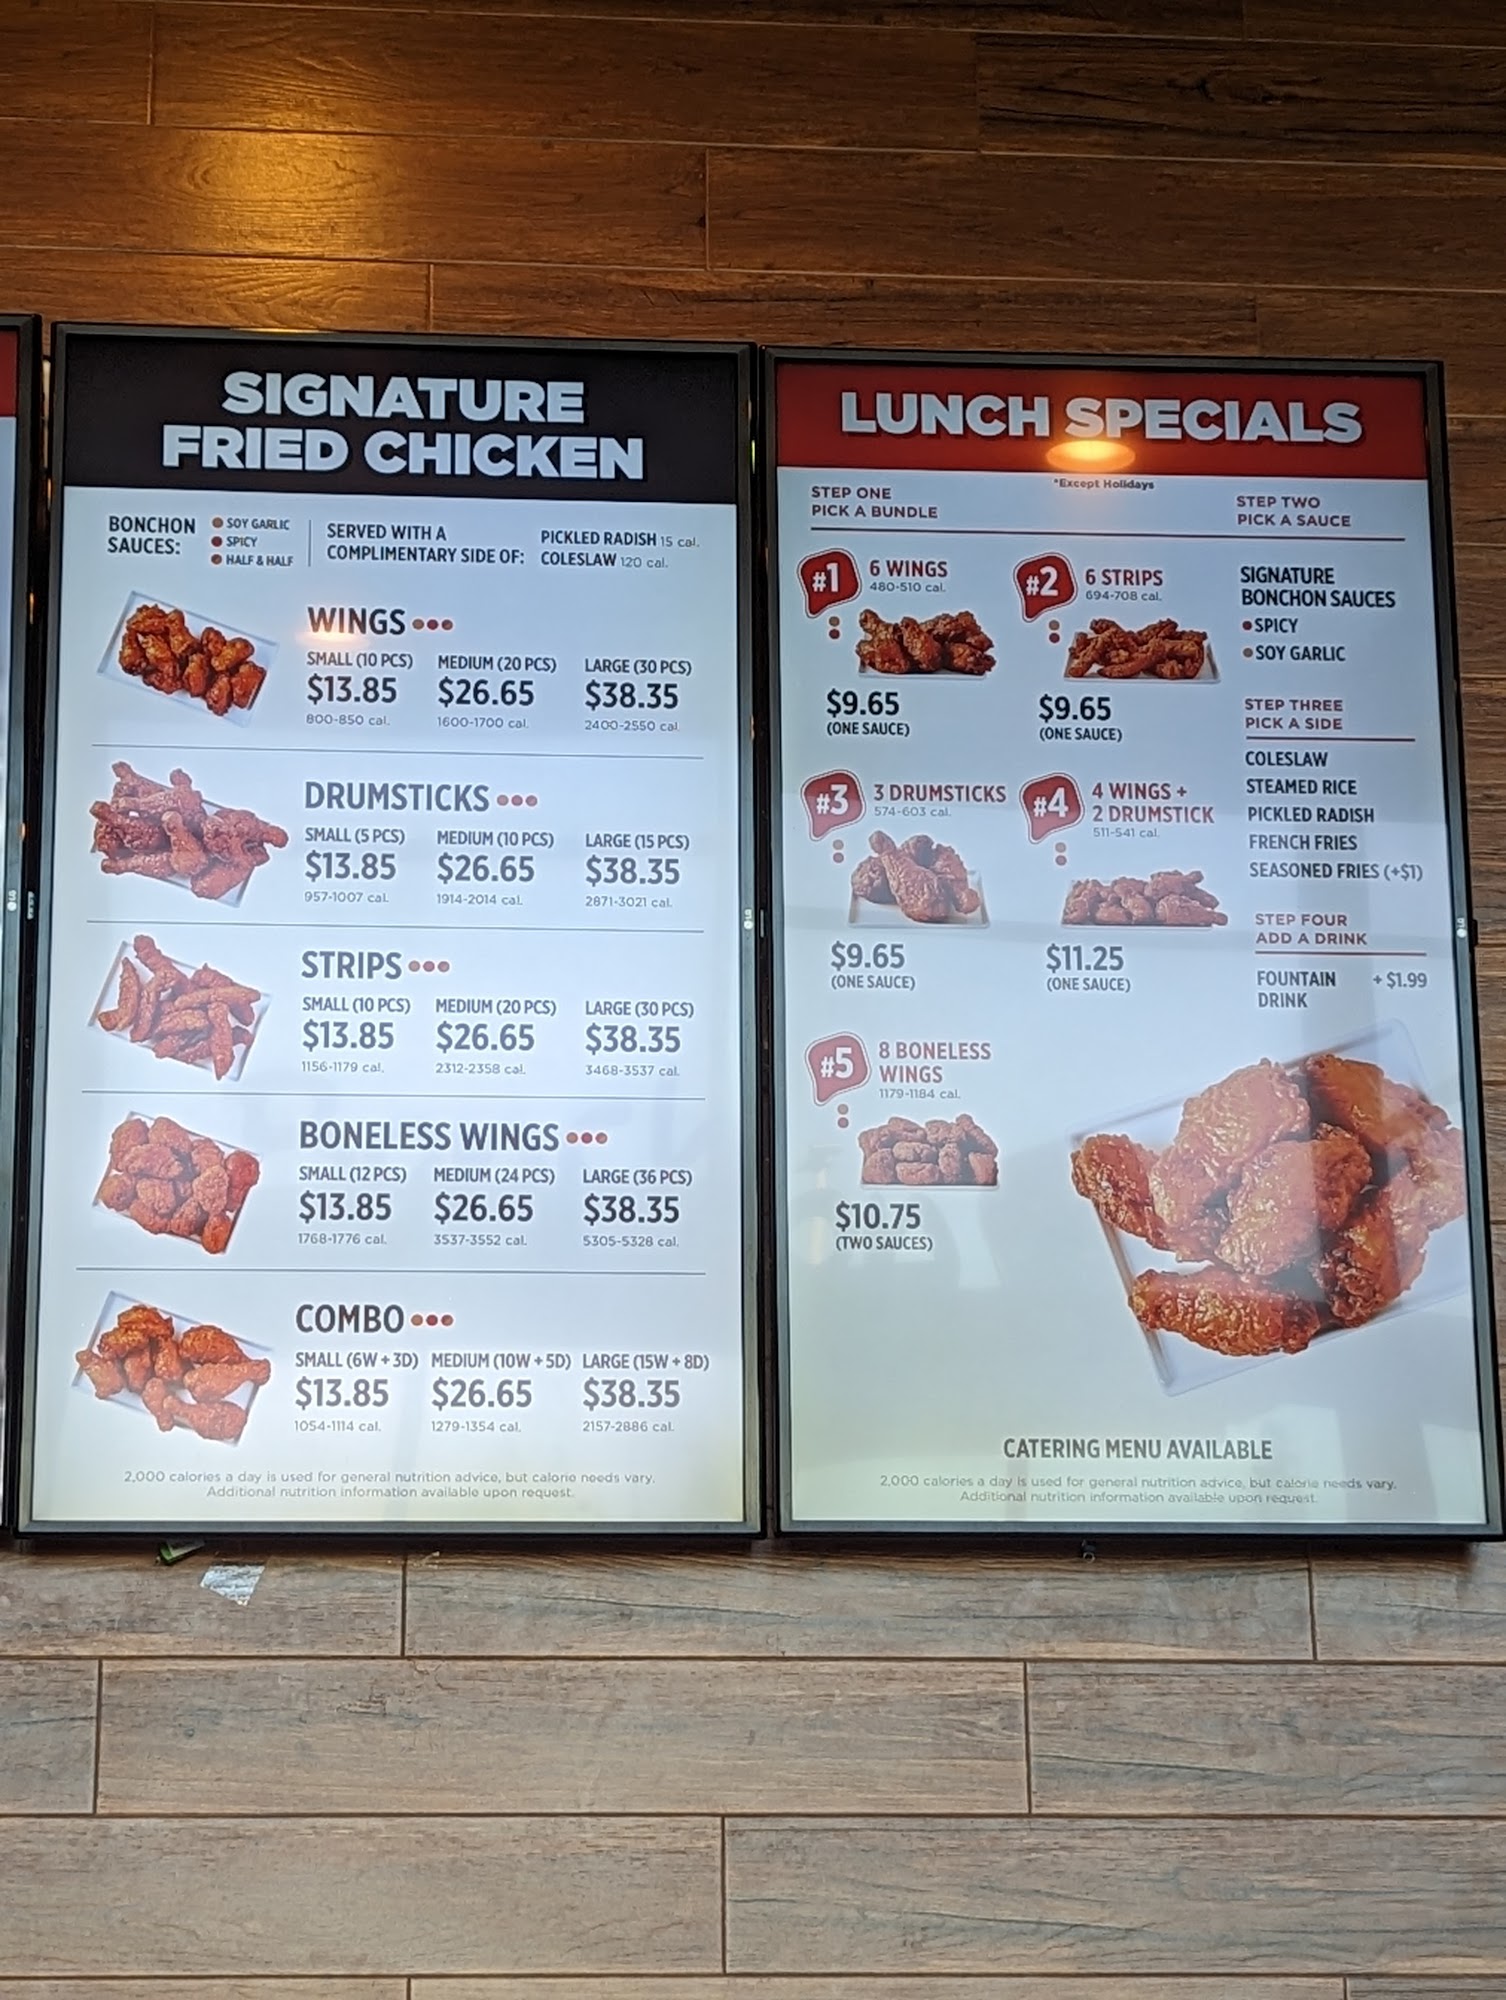 SIGNATURE
FRIED CHICKEN
BONCHON
SAUCES:
SOY GARLIC
SPICY
HALF & HALF
SERVED WITH A
COMPLIMENTARY SIDE OF:
PICKLED RADISH 15 cal.
COLESLAW 120 cal.
WINGS
SMALL (10 PCS) MEDIUM (20 PCS) LARGE (30 PCS)
$13.85 $26.65 $38.35
800-850 cal. 1600-1700 cal. 2400-2550 cal.
DRUMSTICKS
SMALL (5 PCS) MEDIUM (10 PCS) LARGE (15 PCS)
$13.85 $26.65 $38.35
957-1007 cal. 1914-2014 cal. 2871-3021 cal.
STRIPS
SMALL (10 PCS) MEDIUM (20 PCS) LARGE (30 PCS)
$13.85 $26.65 $38.35
1156-1179 cal. 2312-2358 cal. 3468-3537 cal.
BONELESS WINGS
SMALL (12 PCS) MEDIUM (24 PCS) LARGE (36 PCS)
$13.85 $26.65 $38.35
1768-1776 cal. 3537-3552 cal. 5305-5328 cal.
COMBO
SMALL (6W + 3D) MEDIUM (10W + 5D) LARGE (15W + 8D)
$13.85 $26.65 $38.35
1054-1114 cal. 1279-1354 cal. 2157-2886 cal.
2,000 calories a day is used for general nutrition advice, but calorie needs vary.
Additional nutrition information available upon request.
LG
LUNCH SPECIALS
*Except Holidays
STEP ONE
PICK A BUNDLE
#1 6 WINGS
480-510 cal.
$9.65
(ONE SAUCE)
#2 6 STRIPS
694-708 cal.
$9.65
(ONE SAUCE)
#3 3 DRUMSTICKS
574-603 cal.
$9.65
(ONE SAUCE)
#4 4 WINGS +
2 DRUMSTICK
511-541 cal.
$11.25
(ONE SAUCE)
#5 8 BONELESS
WINGS
1179-1184 cal.
$10.75
(TWO SAUCES)
STEP TWO
PICK A SAUCE
SIGNATURE
BONCHON SAUCES
SPICY
SOY GARLIC
STEP THREE
PICK A SIDE
COLESLAW
STEAMED RICE
PICKLED RADISH
FRENCH FRIES
SEASONED FRIES (+$1)
STEP FOUR
ADD A DRINK
FOUNTAIN + $1.99
DRINK
CATERING MENU AVAILABLE
2,000 calories a day is used for general nutrition advice, but calorie needs vary.
Additional nutrition information available upon request.
LG